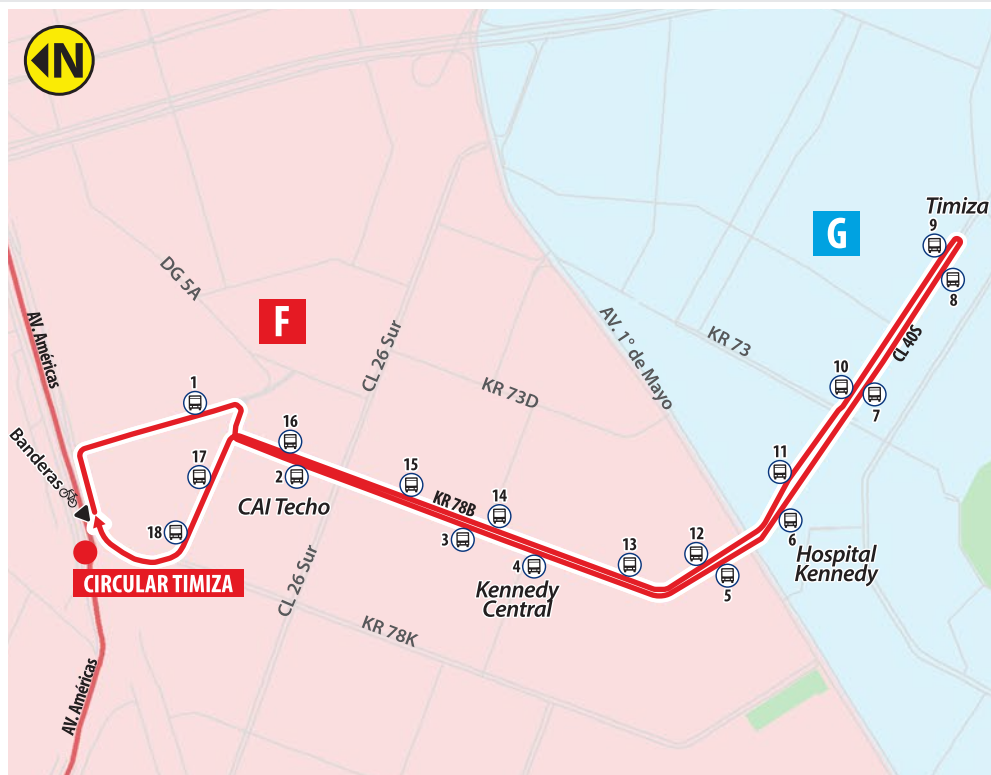 N
Timiza
9
G
8
DG 5A
F
AV. Américas
CL 26 Sur
AV. 1° de Mayo
KR 73
CL 40S
KR 73D
1
10
7
16
Banderas
17
2
CAI Techo
15
KR 78B
14
11
18
3
4
Kennedy
Central
13
12
5
6
Hospital
Kennedy
CIRCULAR TIMIZA
CL 26 Sur
KR 78K
AV. Américas